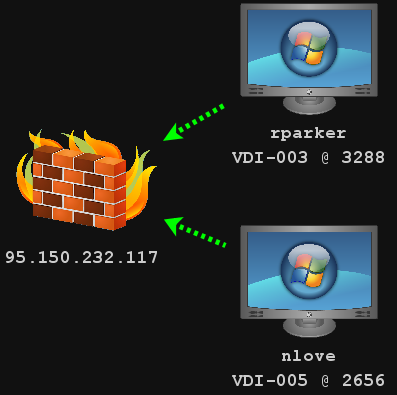 rparker
VDI-003 @ 3288
95.150.232.117
nlove
VDI-005 @ 2656